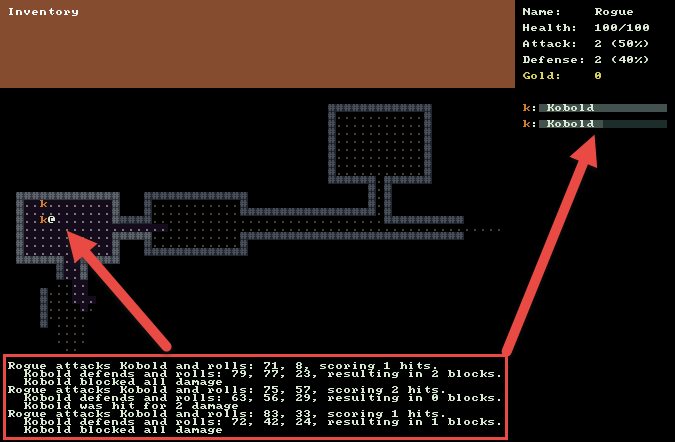 Inventory
Name: Rogue
Health: 100/100
Attack: 2 (50%)
Defense: 2 (40%)
Gold: 0
k: Kobold
k: Kobold
k
k@
Rogue attacks Kobold and rolls: 71, 8, scoring 1 hits.
Kobold defends and rolls: 79, 77, 23, resulting in 2 blocks.
Kobold blocked all damage
Rogue attacks Kobold and rolls: 75, 57, scoring 2 hits.
Kobold defends and rolls: 63, 56, 29, resulting in 0 blocks.
Kobold was hit for 2 damage
Rogue attacks Kobold and rolls: 83, 33, scoring 1 hits.
Kobold defends and rolls: 72, 42, 24, resulting in 1 blocks.
Kobold blocked all damage